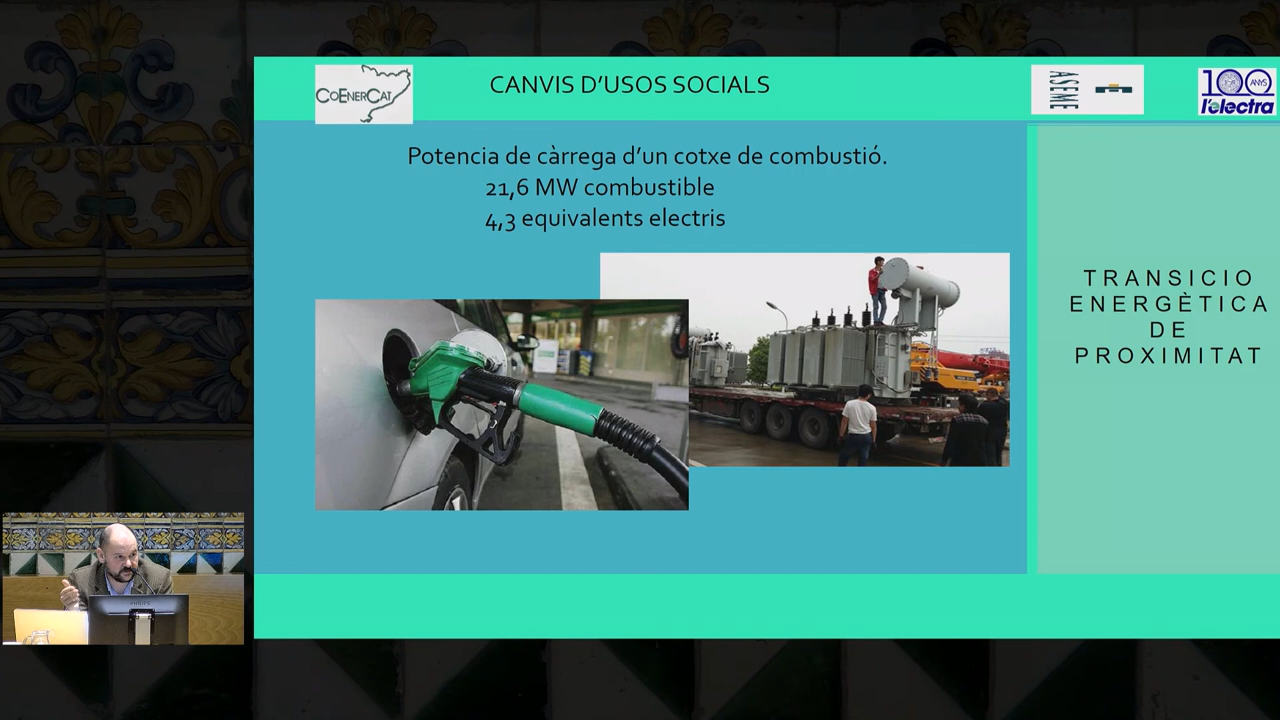 COENERCAT
CANVIS D'USOS SOCIALS
ASEME
100
ANYS
l'electra
Potencia de càrrega d'un cotxe de combustió.
21,6 MW combustible
4,3 equivalents electris
TRANSICIO
ENERGÈTICA
DE
PROXIMITAT
PHILIPS